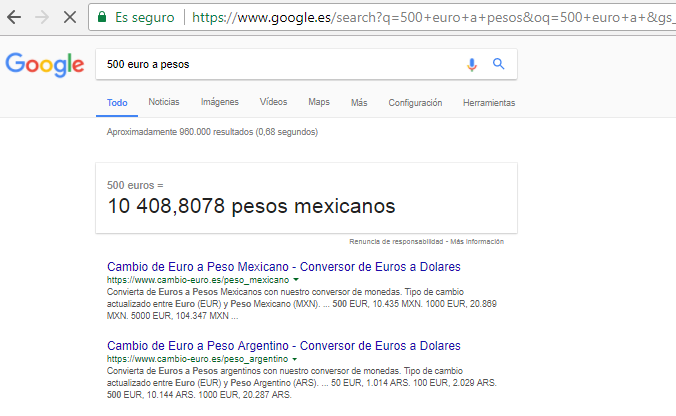 Es seguro
https://www.google.es/search?q=500+euro+a+pesos&oq=500+euro+a+&gs_
Google
500 euro a pesos
Todo Noticias Imágenes Vídeos Maps Más Configuración Herramientas
Aproximadamente 960.000 resultados (0,68 segundos)
500 euros =
10 408,8078 pesos mexicanos
Renuncia de responsabilidad - Más información
Cambio de Euro a Peso Mexicano - Conversor de Euros a Dolares
https://www.cambio-euro.es/peso_mexicano
Convierta de Euros a Pesos Mexicanos con nuestro conversor de monedas. Tipo de cambio
actualizado entre Euro (EUR) y Peso Mexicano (MXN). ... 500 EUR, 10.435 MXN. 1000 EUR, 20.869
MXN. 5000 EUR, 104.347 MXN ...
Cambio de Euro a Peso Argentino - Conversor de Euros a Dolares
https://www.cambio-euro.es/peso_argentino
Convierta de Euros a Pesos argentinos con nuestro conversor de monedas. Tipo de cambio
actualizado entre Euro (EUR) y Peso Argentino (ARS). ... 50 EUR, 1.014 ARS. 100 EUR, 2.029 ARS.
500 EUR, 10.144 ARS. 1000 EUR, 20.287 ARS.